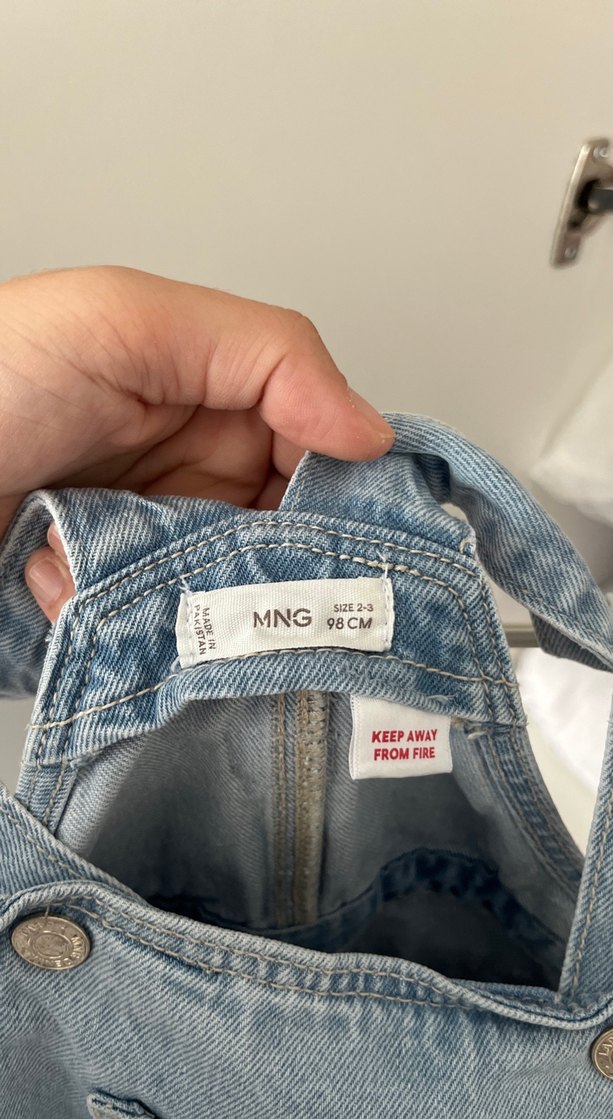 MADE IN
PAKISTAN
MNG
SIZE 2-3
98 CM
KEEP AWAY
FROM FIRE